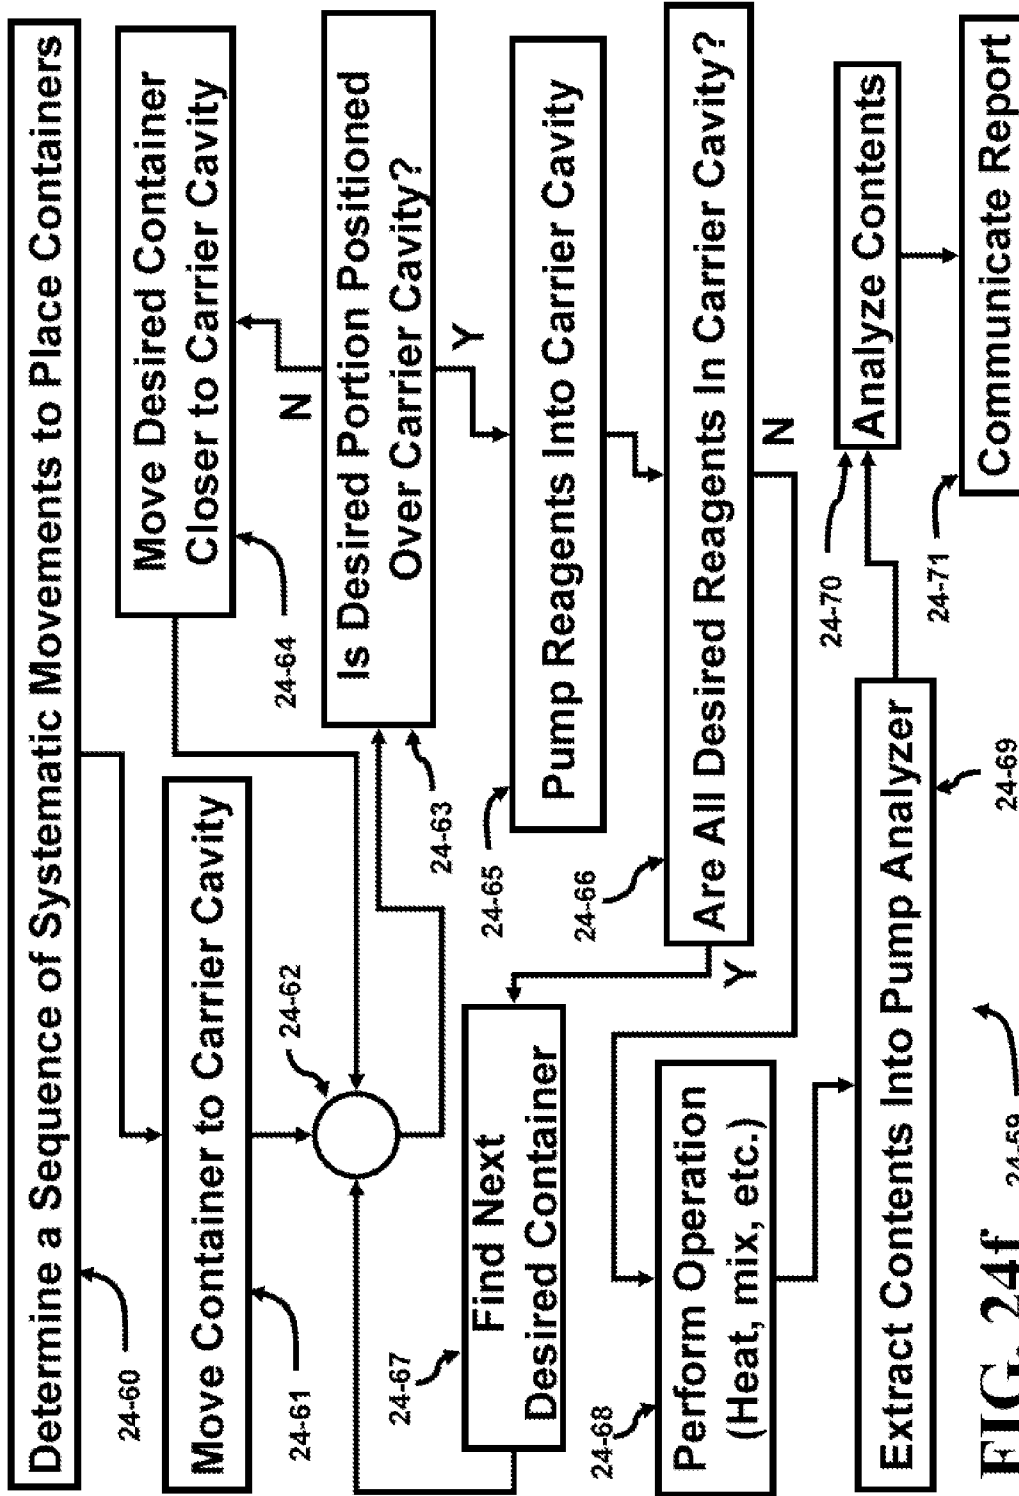 Determine a Sequence of Systematic Movements to Place Containers
24-60
Move Container to Carrier Cavity
24-61
24-62
Move Desired Container
Closer to Carrier Cavity
24-64
Is Desired Portion Positioned
Over Carrier Cavity?
24-63
N
Y
Pump Reagents Into Carrier Cavity
24-65
Are All Desired Reagents In Carrier Cavity?
24-66
Y
N
Find Next
Desired Container
24-67
Perform Operation
(Heat, mix, etc.)
24-68
Extract Contents Into Pump Analyzer
24-69
Analyze Contents
24-70
Communicate Report
24-71
24-59
FIG. 24f